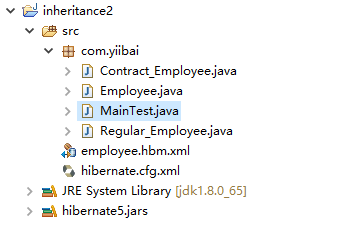 inheritance2
src
com.yiibai
Contract_Employee.java
Employee.java
MainTest.java
Regular_Employee.java
employee.hbm.xml
hibernate.cfg.xml
JRE System Library [jdk1.8.0_65]
hibernate5.jars